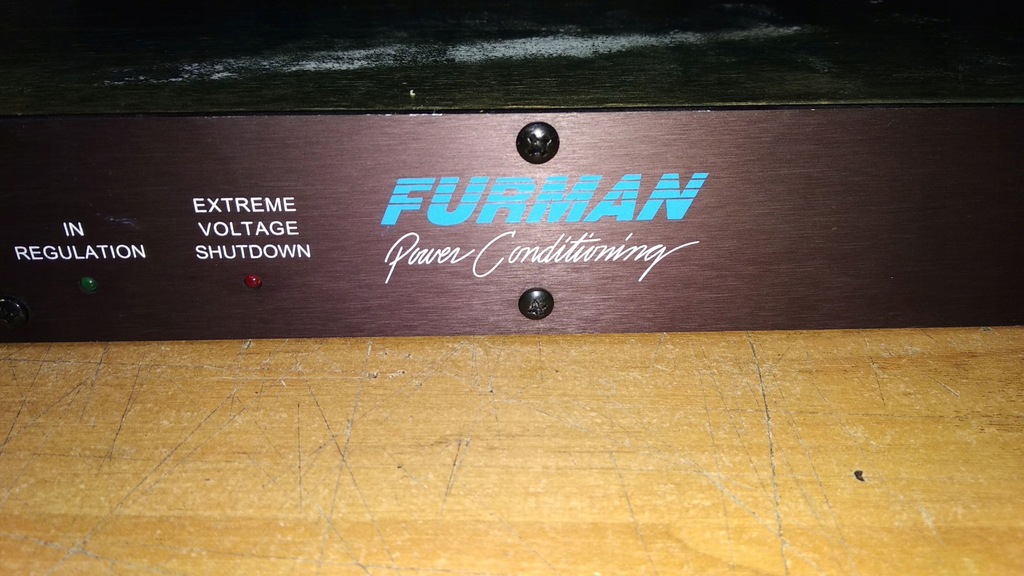 IN
REGULATION
EXTREME
VOLTAGE
SHUTDOWN
FURMAN
Power Conditioning